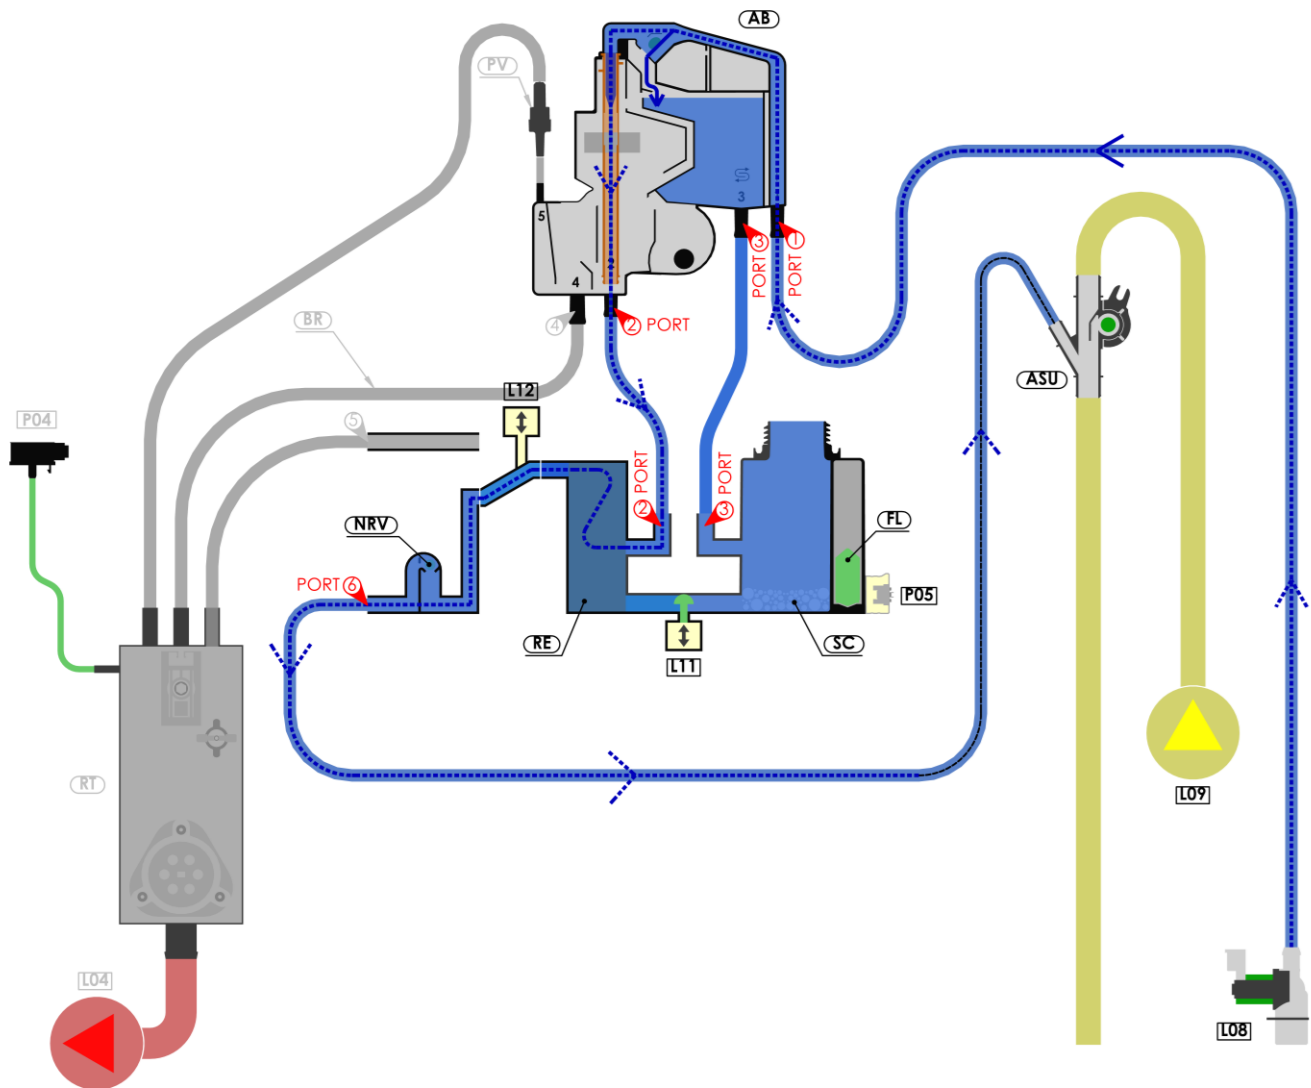 AB
PV
5
3
4
2
PORT 3
PORT 1
4
2 PORT
BR
L12
ASU
P04
5
2 PORT
3 PORT
NRV
FL
PORT 6
P05
RE
L11
SC
RT
L09
L04
L08